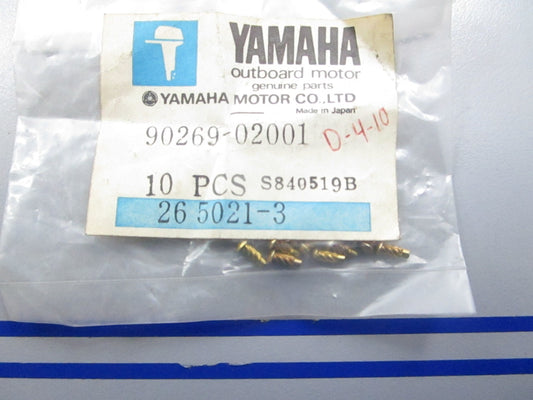 YAMAHA
outboard motor
genuine parts
YAMAHA MOTOR CO.,LTD
Made in Japan
90269-02001 D-4-10
10 PCS S840519B
26 5021-3